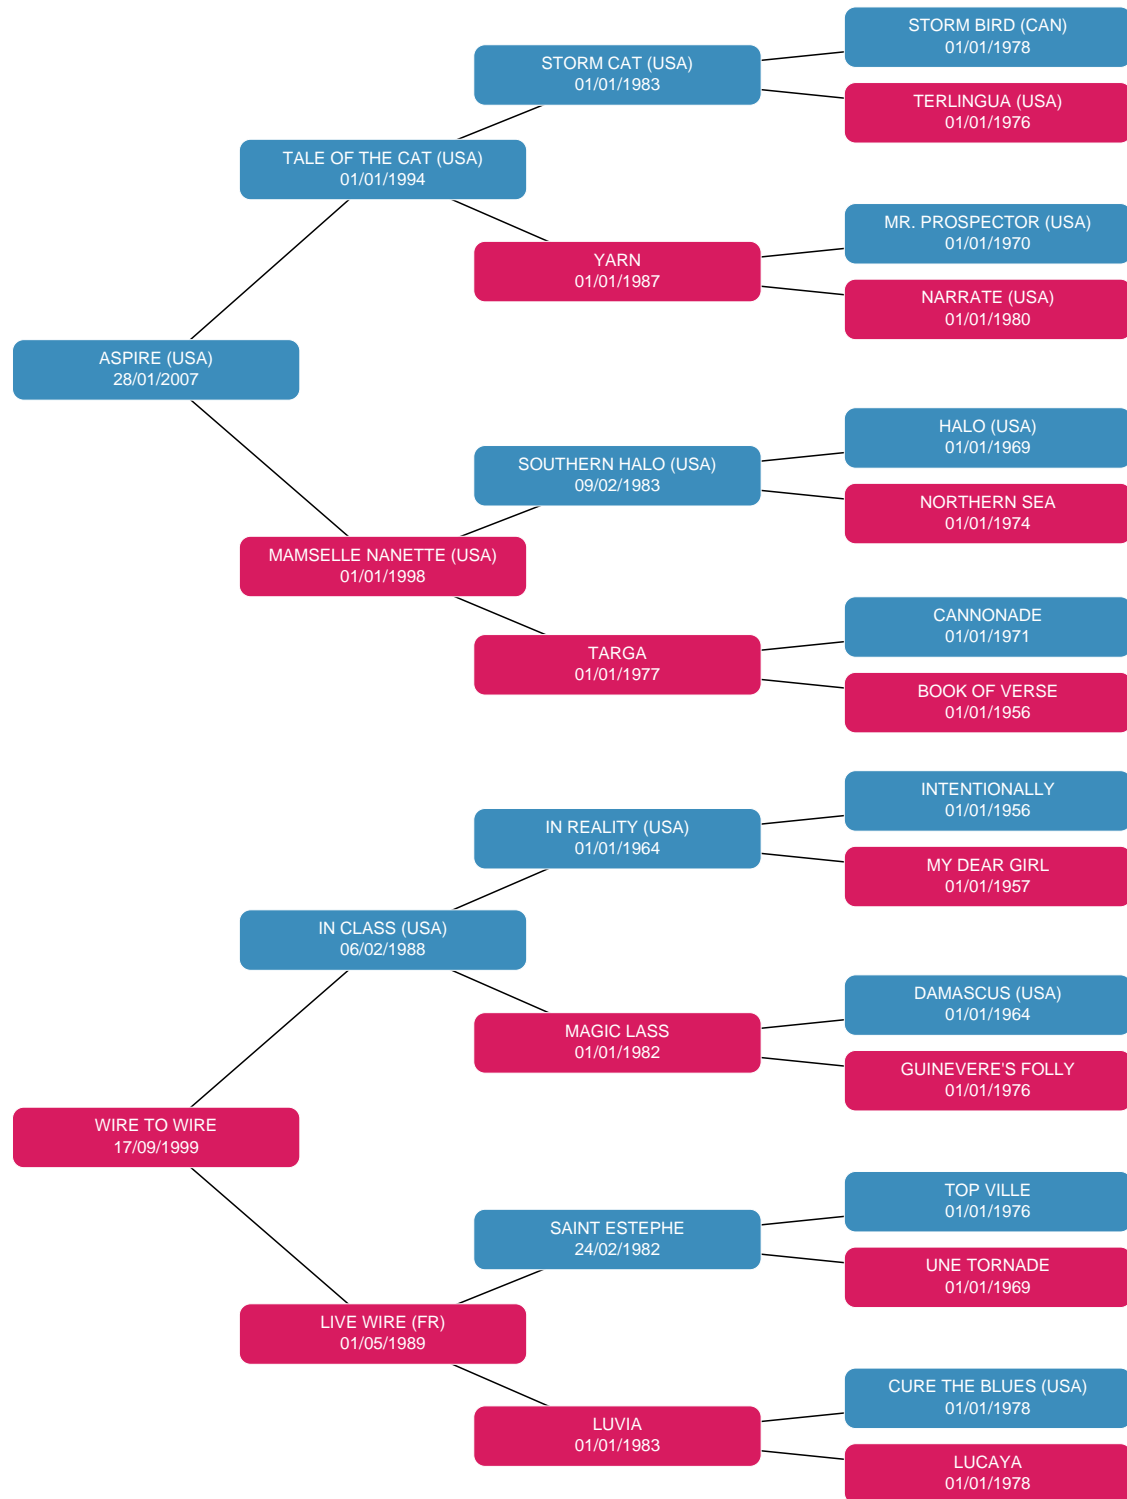 STORM BIRD (CAN)
01/01/1978
STORM CAT (USA)
01/01/1983
TERLINGUA (USA)
01/01/1976
TALE OF THE CAT (USA)
01/01/1994
MR. PROSPECTOR (USA)
01/01/1970
YARN
01/01/1987
NARRATE (USA)
01/01/1980
ASPIRE (USA)
28/01/2007
HALO (USA)
01/01/1969
SOUTHERN HALO (USA)
09/02/1983
NORTHERN SEA
01/01/1974
MAMSELLE NANETTE (USA)
01/01/1998
CANNONADE
01/01/1971
TARGA
01/01/1977
BOOK OF VERSE
01/01/1956
INTENTIONALLY
01/01/1956
IN REALITY (USA)
01/01/1964
MY DEAR GIRL
01/01/1957
IN CLASS (USA)
06/02/1988
DAMASCUS (USA)
01/01/1964
MAGIC LASS
01/01/1982
GUINEVERE'S FOLLY
01/01/1976
WIRE TO WIRE
17/09/1999
TOP VILLE
01/01/1976
SAINT ESTEPHE
24/02/1982
UNE TORNADE
01/01/1969
LIVE WIRE (FR)
01/05/1989
CURE THE BLUES (USA)
01/01/1978
LUVIA
01/01/1983
LUCAYA
01/01/1978